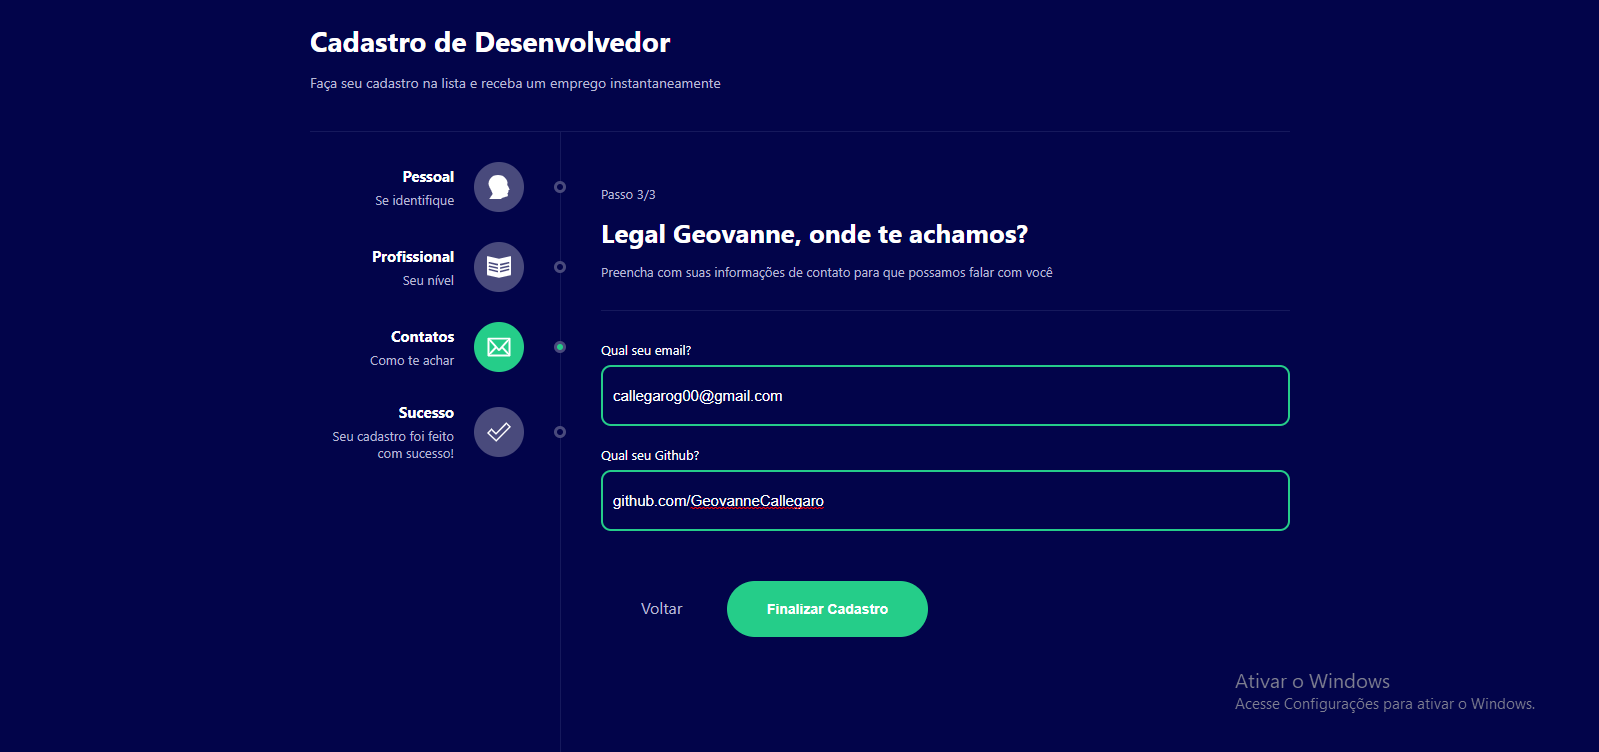 Cadastro de Desenvolvedor
Faça seu cadastro na lista e receba um emprego instantaneamente
Pessoal
Se identifique
Profissional
Seu nível
Contatos
Como te achar
Sucesso
Seu cadastro foi feito
com sucesso!
Passo 3/3
Legal Geovanne, onde te achamos?
Preencha com suas informações de contato para que possamos falar com você
Qual seu email?
callegarog00@gmail.com
Qual seu Github?
github.com/GeovanneCallegaro
Voltar
Finalizar Cadastro
Ativar o Windows
Acesse Configurações para ativar o Windows.